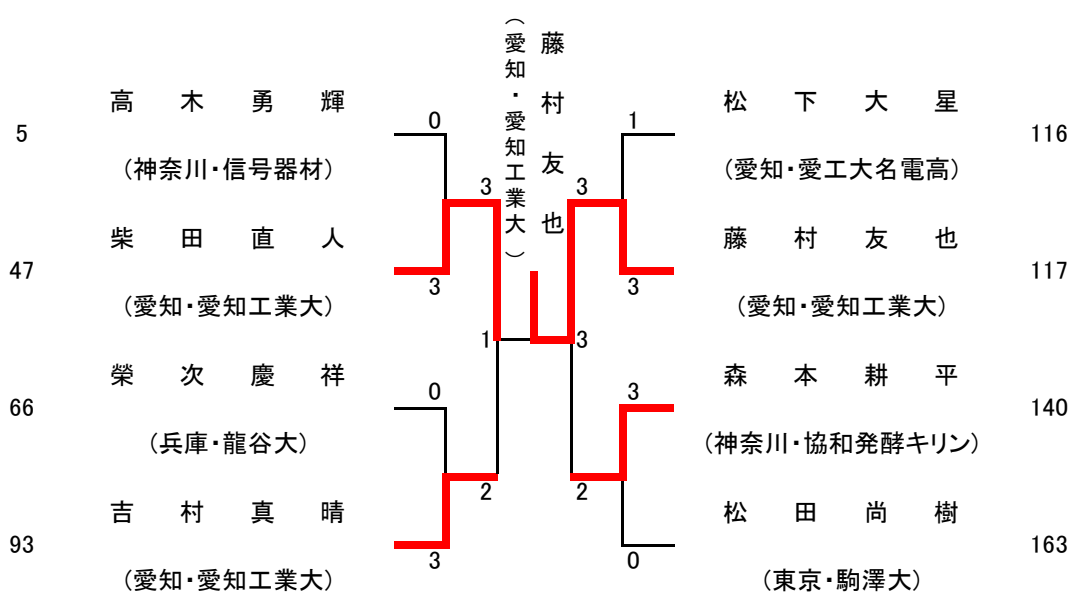 藤村友也
(愛知・愛知工業大)
高木勇輝
5
0
(神奈川・信号器材)
3
柴田直人
47
3
(愛知・愛知工業大)
1
榮次慶祥
66
0
(兵庫・龍谷大)
2
吉村真晴
93
3
(愛知・愛知工業大)
松下大星
1
116
(愛知・愛工大名電高)
3
藤村友也
117
3
(愛知・愛知工業大)
3
森本耕平
3
140
(神奈川・協和発酵キリン)
2
松田尚樹
163
0
(東京・駒澤大)